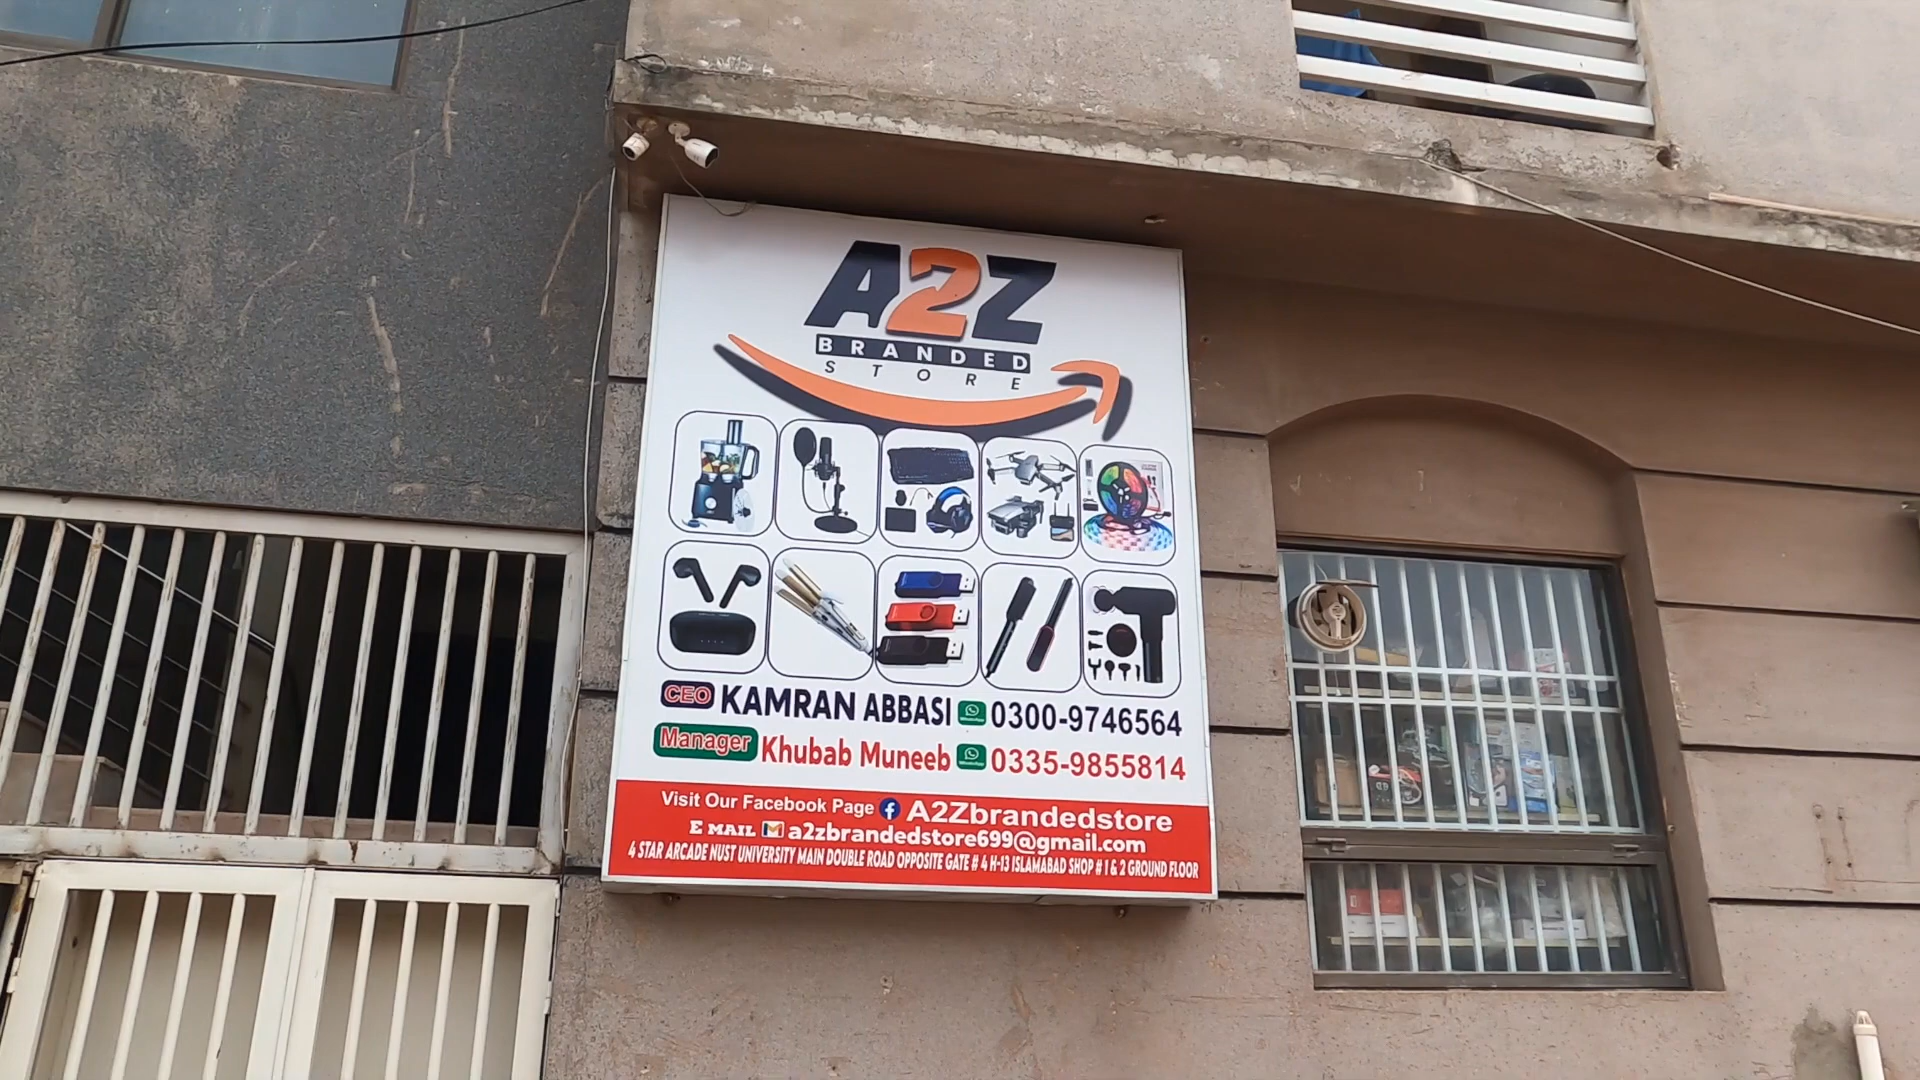 A2Z
BRANDED
STORE
CEO KAMRAN ABBASI WhatsApp 0300-9746564
Manager Khubab Muneeb WhatsApp 0335-9855814
Visit Our Facebook Page f A2Zbrandedstore
E MAIL M a2zbrandedstore699@gmail.com
4 STAR ARCADE NUST UNIVERSITY MAIN DOUBLE ROAD OPPOSITE GATE # 4 H-13 ISLAMABAD SHOP # 1 & 2 GROUND FLOOR